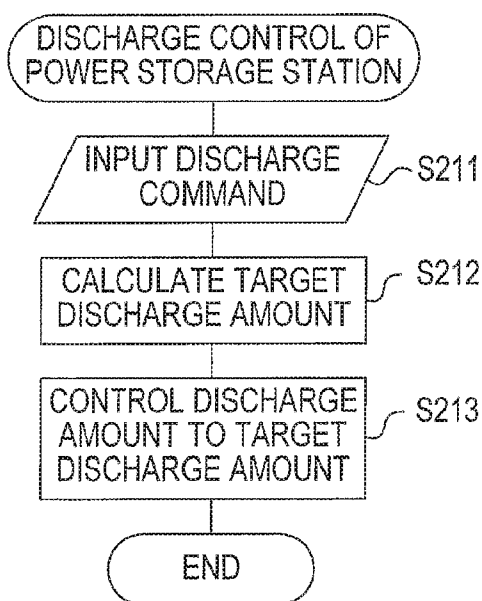 DISCHARGE CONTROL OF
POWER STORAGE STATION
INPUT DISCHARGE
COMMAND
S211
CALCULATE TARGET
DISCHARGE AMOUNT
S212
CONTROL DISCHARGE
AMOUNT TO TARGET
DISCHARGE AMOUNT
S213
END